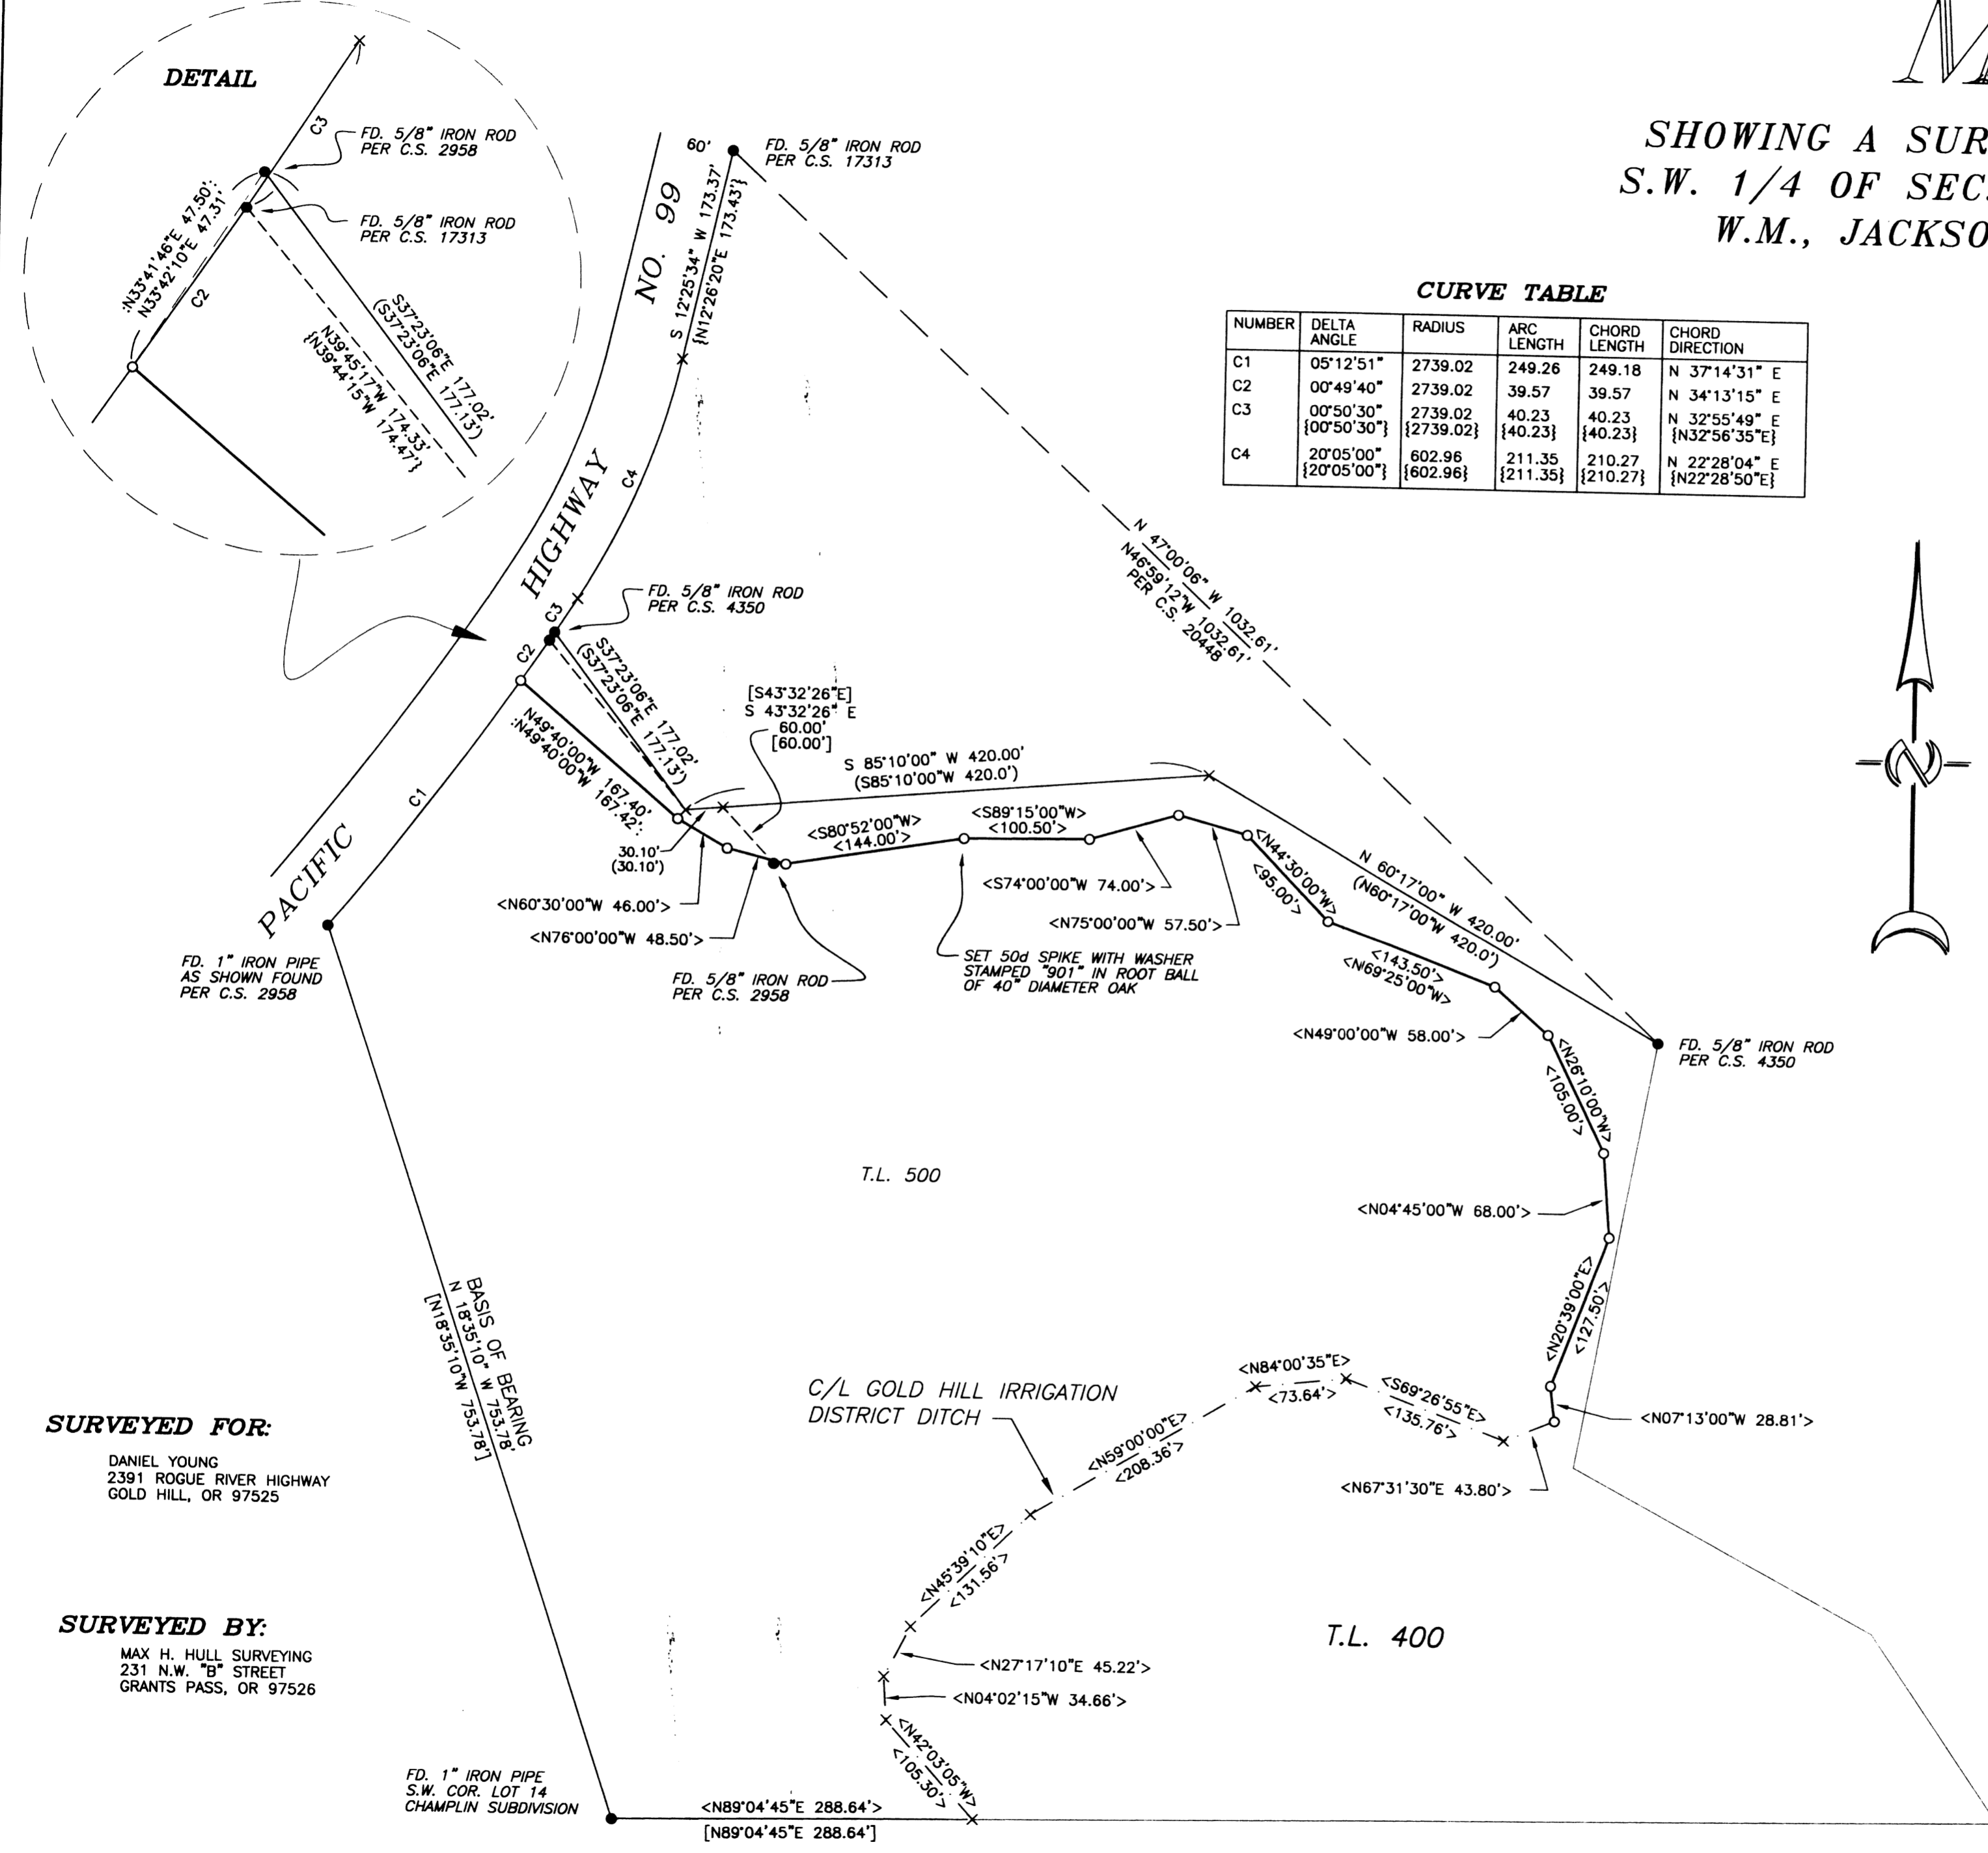 DETAIL
C3
FD. 5/8" IRON ROD
PER C.S. 2958
FD. 5/8" IRON ROD
PER C.S. 17313
:N33°41'46"E 47.50':
N33°42'10"E 47.31'
C2
S37°23'06"E 177.02'
(S37°23'06"E 177.13')
N39°45'17"W 174.33'
{N39°44'15"W 174.47'}
SHOWING A SUR
S.W. 1/4 OF SEC.
W.M., JACKSO
60'
FD. 5/8" IRON ROD
PER C.S. 17313
S 12°25'34" W 173.37'
{N12°26'20"E 173.43'}
PACIFIC HIGHWAY NO. 99
CURVE TABLE
NUMBER DELTA ANGLE RADIUS ARC LENGTH CHORD LENGTH CHORD DIRECTION
C1 05°12'51" 2739.02 249.26 249.18 N 37°14'31" E
C2 00°49'40" 2739.02 39.57 39.57 N 34°13'15" E
C3 00°50'30" 2739.02 40.23 40.23 N 32°55'49" E
{00°50'30"} {2739.02} {40.23} {40.23} {N32°56'35"E}
C4 20°05'00" 602.96 211.35 210.27 N 22°28'04" E
{20°05'00"} {602.96} {211.35} {210.27} {N22°28'50"E}
C4
N 47°00'06" W 1032.61'
N46°59'12"W 1032.61'
PER C.S. 20448
C3
FD. 5/8" IRON ROD
PER C.S. 4350
C2
S37°23'06"E 177.02'
(S37°23'06"E 177.13')
[S43°32'26"E]
S 43°32'26" E
60.00'
[60.00']
N49°40'00"W 167.40'
:N49°40'00"W 167.42':
C1
S 85°10'00" W 420.00'
(S85°10'00"W 420.0')
30.10'
(30.10')
<S80°52'00"W>
<144.00'>
<S89°15'00"W>
<100.50'>
<N44°30'00"W>
<95.00'>
N 60°17'00" W 420.00'
(N60°17'00"W 420.0')
<S74°00'00"W 74.00'>
<N75°00'00"W 57.50'>
<N60°30'00"W 46.00'>
<N76°00'00"W 48.50'>
<143.50'>
<N69°25'00"W>
FD. 1" IRON PIPE
AS SHOWN FOUND
PER C.S. 2958
FD. 5/8" IRON ROD
PER C.S. 2958
SET 50d SPIKE WITH WASHER
STAMPED "901" IN ROOT BALL
OF 40" DIAMETER OAK
<N49°00'00"W 58.00'>
FD. 5/8" IRON ROD
PER C.S. 4350
<N26°10'00"W>
<105.00'>
T.L. 500
<N04°45'00"W 68.00'>
<N20°39'00"E>
<127.50'>
BASIS OF BEARING
N 18°35'10" W 753.78'
[N18°35'10"W 753.78']
C/L GOLD HILL IRRIGATION
DISTRICT DITCH
<N84°00'35"E>
<73.64'>
<S69°26'55"E>
<135.76'>
<N07°13'00"W 28.81'>
<N67°31'30"E 43.80'>
<N59°00'00"E>
<208.36'>
SURVEYED FOR:
DANIEL YOUNG
2391 ROGUE RIVER HIGHWAY
GOLD HILL, OR 97525
<N45°39'10"E>
<131.56'>
SURVEYED BY:
MAX H. HULL SURVEYING
231 N.W. "B" STREET
GRANTS PASS, OR 97526
T.L. 400
<N27°17'10"E 45.22'>
<N04°02'15"W 34.66'>
<N42°03'05"W>
<105.30'>
FD. 1" IRON PIPE
S.W. COR. LOT 14
CHAMPLIN SUBDIVISION
<N89°04'45"E 288.64'>
[N89°04'45"E 288.64']